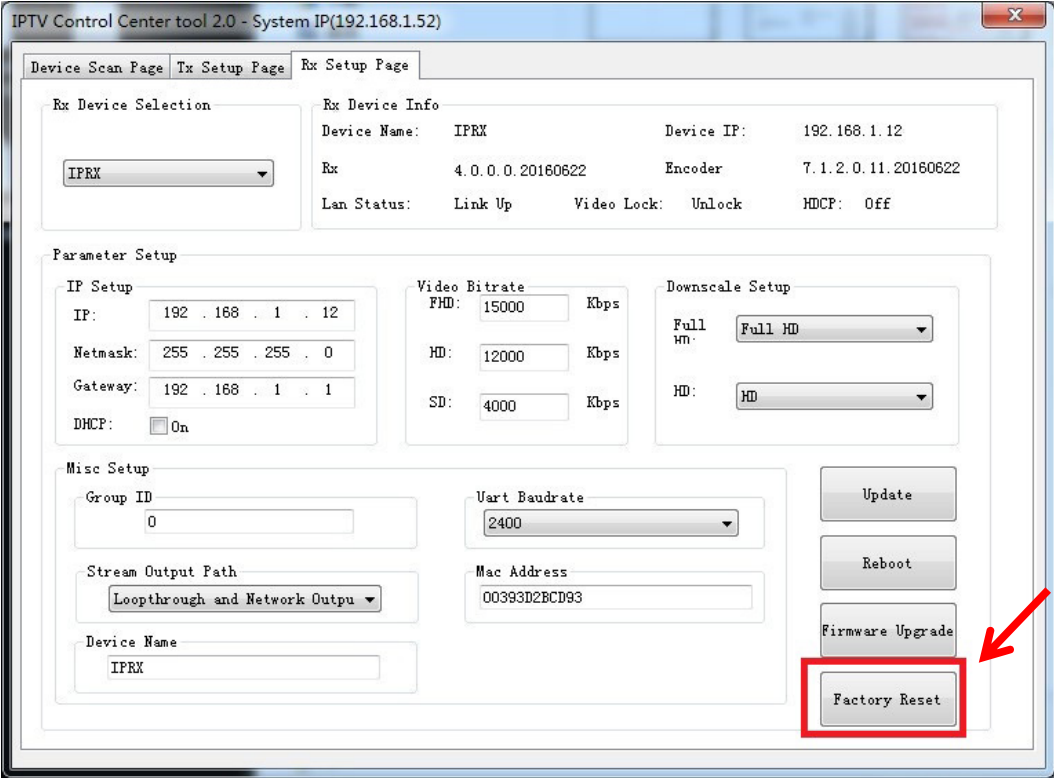 IPTV Control Center tool 2.0 - System IP(192.168.1.52)
x
Device Scan Page Tx Setup Page Rx Setup Page
Rx Device Selection
IPRX
Rx Device Info
Device Name: IPRX Device IP: 192.168.1.12
Rx 4.0.0.0.20160622 Encoder 7.1.2.0.11.20160622
Lan Status: Link Up Video Lock: Unlock HDCP: Off
Parameter Setup
IP Setup
IP: 192 . 168 . 1 . 12
Netmask: 255 . 255 . 255 . 0
Gateway: 192 . 168 . 1 . 1
DHCP: On
Video Bitrate
FHD: 15000 Kbps
HD: 12000 Kbps
SD: 4000 Kbps
Downscale Setup
Full
Full HD
HD: HD
Misc Setup
Group ID
0
Uart Baudrate
2400
Stream Output Path
Loopthrough and Network Outpu
Mac Address
00393D2BCD93
Device Name
IPRX
Update
Reboot
Firmware Upgrade
Factory Reset